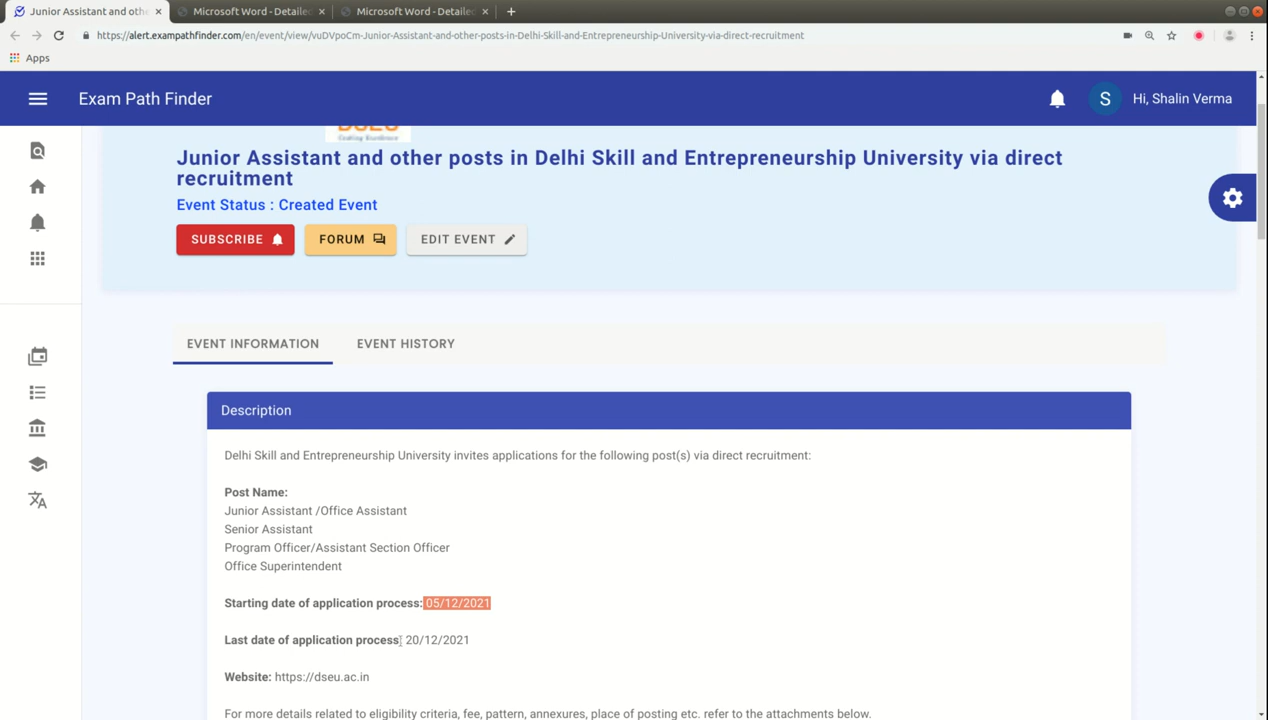 Junior Assistant and oth
Microsoft Word - Detaile
Microsoft Word - Detaile
https://alert.exampathfinder.com/en/event/view/vuDVpoCm-Junior-Assistant-and-other-posts-in-Delhi-Skill-and-Entrepreneurship-University-via-direct-recruitment
Apps
Exam Path Finder
S
Hi, Shalin Verma
Creating Excellence
Junior Assistant and other posts in Delhi Skill and Entrepreneurship University via direct
recruitment
Event Status : Created Event
SUBSCRIBE
FORUM
EDIT EVENT
EVENT INFORMATION
EVENT HISTORY
Description
Delhi Skill and Entrepreneurship University invites applications for the following post(s) via direct recruitment:
Post Name:
Junior Assistant /Office Assistant
Senior Assistant
Program Officer/Assistant Section Officer
Office Superintendent
Starting date of application process: 05/12/2021
Last date of application process: 20/12/2021
Website: https://dseu.ac.in
For more details related to eligibility criteria, fee, pattern, annexures, place of posting etc. refer to the attachments below.